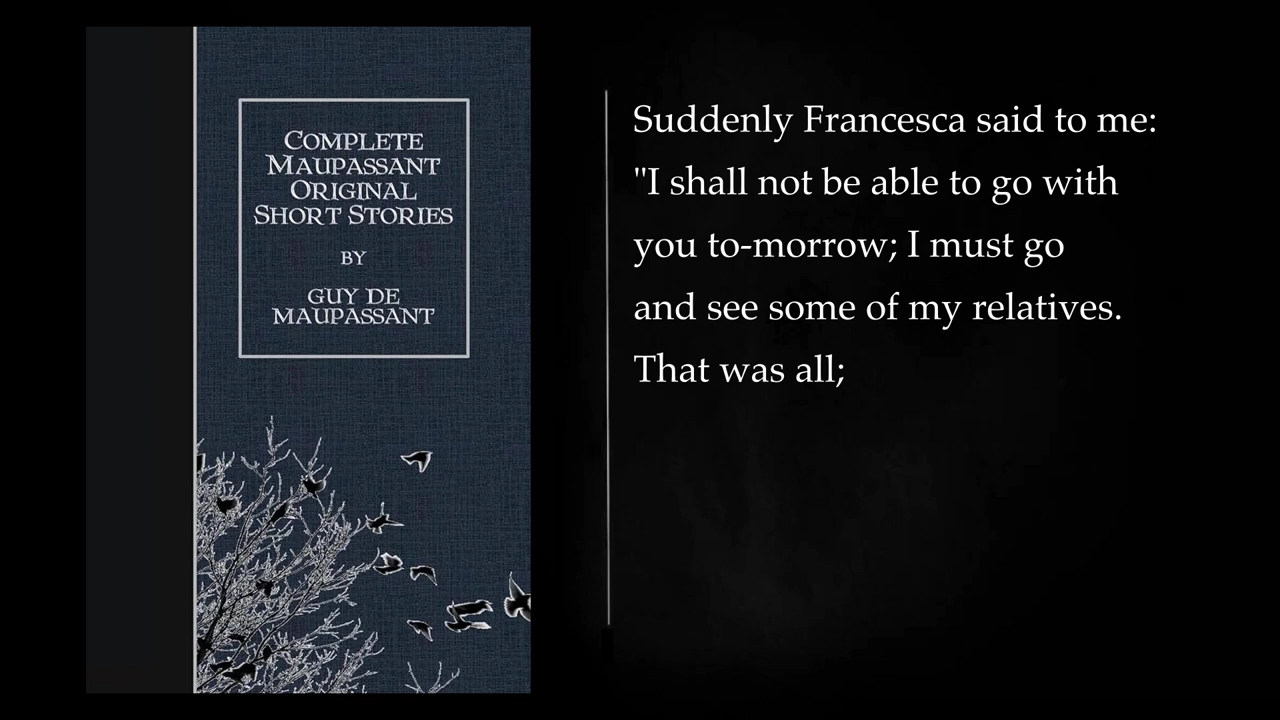 COMPLETE
MAUPASSANT
ORIGINAL
SHORT STORIES
BY
GUY DE
MAUPASSANT
Suddenly Francesca said to me:
"I shall not be able to go with
you to-morrow; I must go
and see some of my relatives.
That was all;